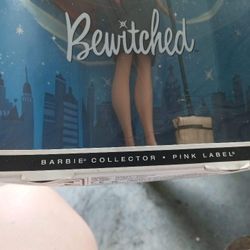 Bewitched
BARBIE® COLLECTOR • PINK LABEL®